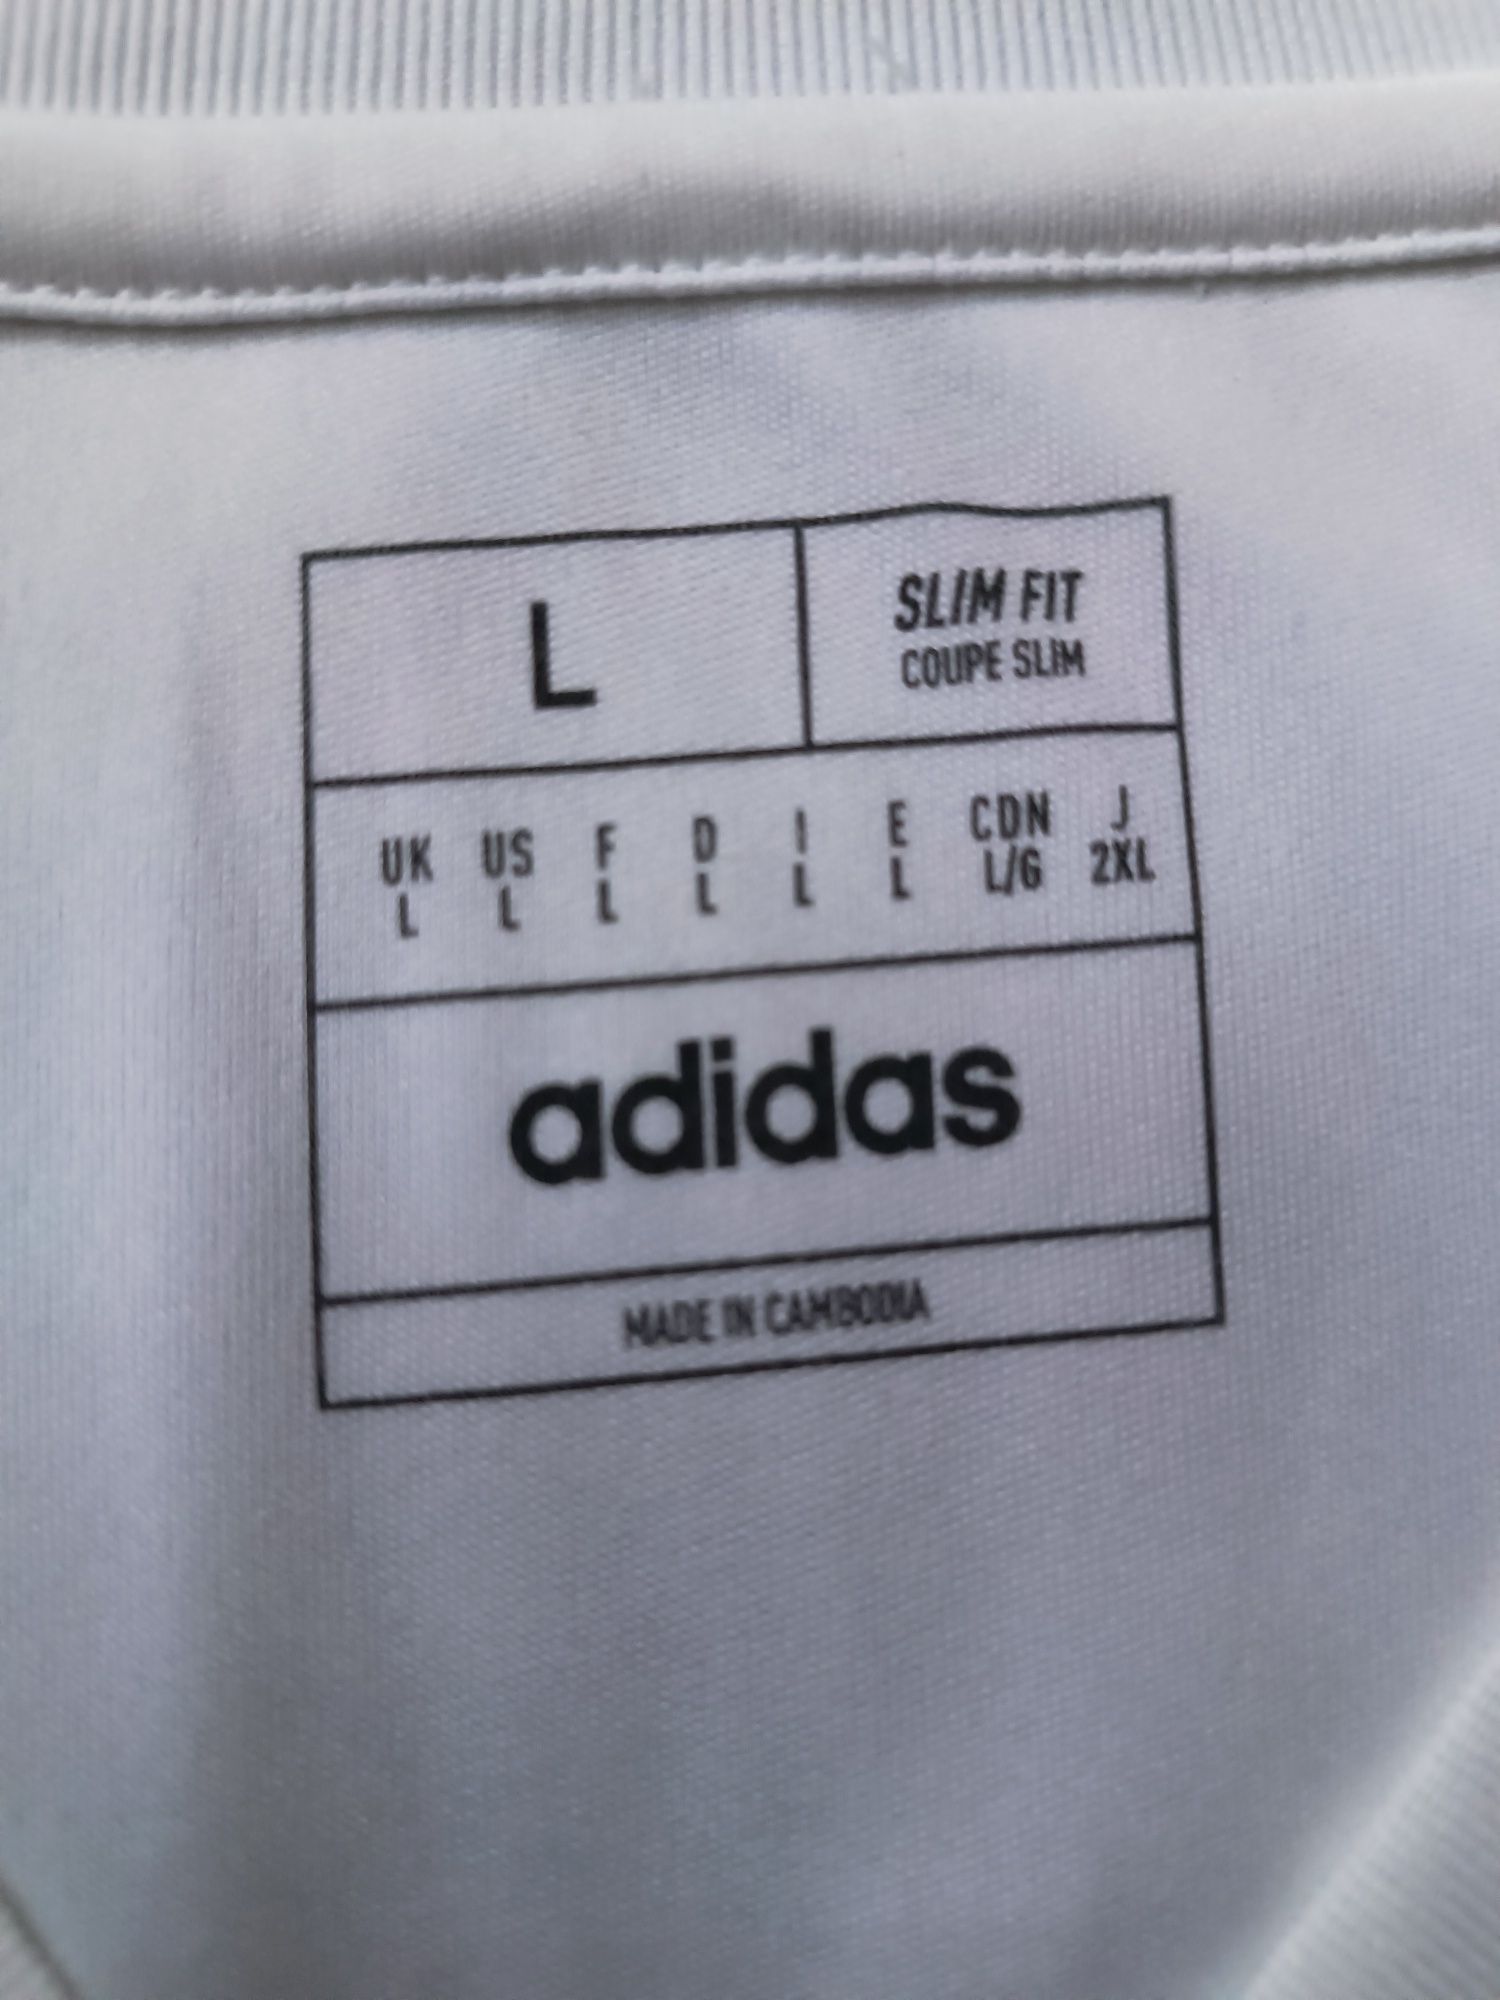 L
SLIM FIT
COUPE SLIM
UK US F D I E CDN J
L L L L L L L/G 2XL
adidas
MADE IN CAMBODIA